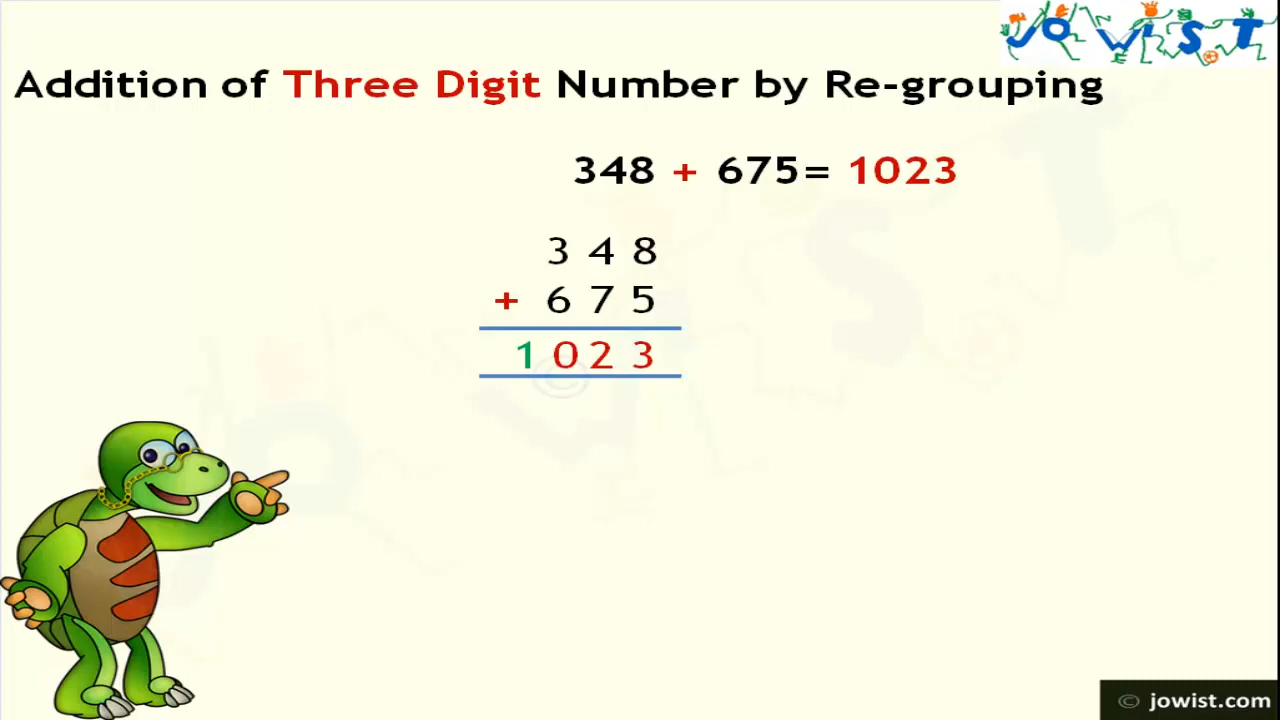 JOWIST
Addition of Three Digit Number by Re-grouping
348 + 675= 1023
3 4 8
+ 6 7 5
1 0 2 3
©
© jowist.com